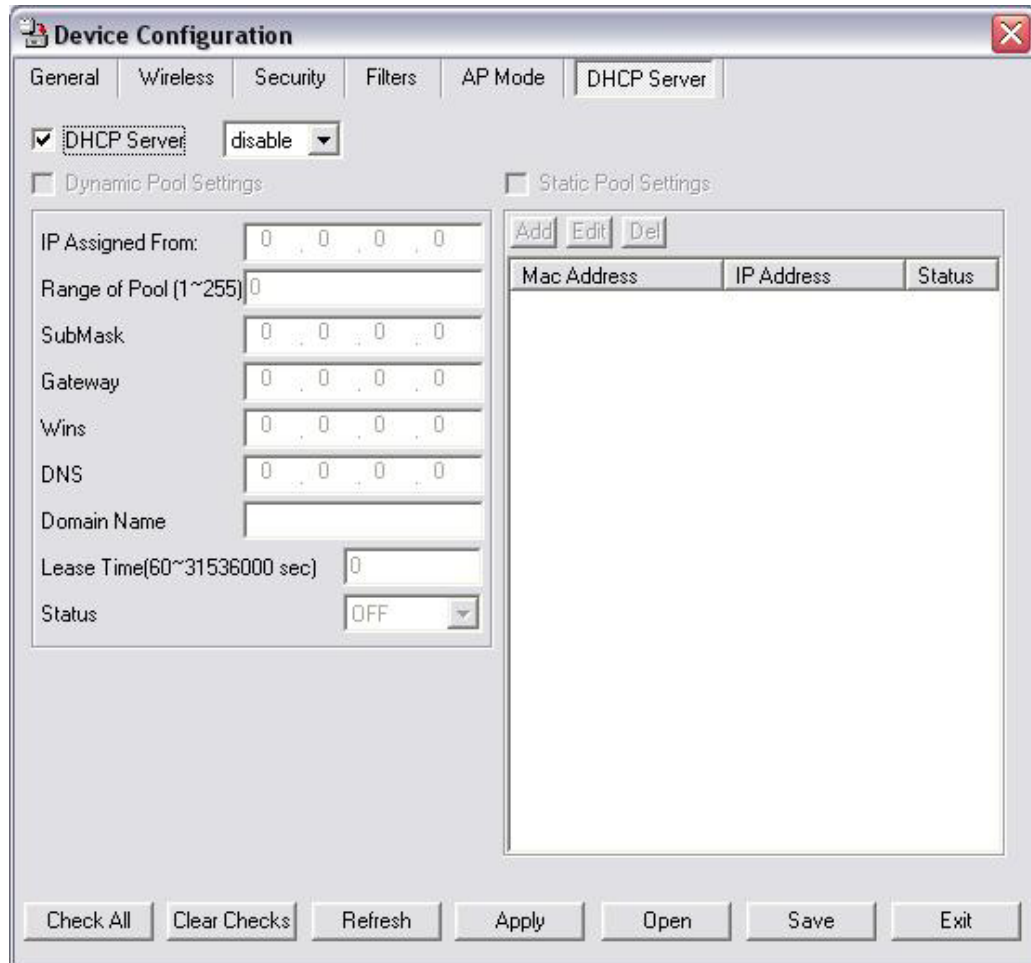 Device Configuration
General Wireless Security Filters AP Mode DHCP Server
DHCP Server disable
Dynamic Pool Settings
IP Assigned From: 0 . 0 . 0 . 0
Range of Pool (1~255) 0
SubMask 0 . 0 . 0 . 0
Gateway 0 . 0 . 0 . 0
Wins 0 . 0 . 0 . 0
DNS 0 . 0 . 0 . 0
Domain Name
Lease Time(60~31536000 sec) 0
Status OFF
Static Pool Settings
Add Edit Del
Mac Address IP Address Status
Check All Clear Checks Refresh Apply Open Save Exit